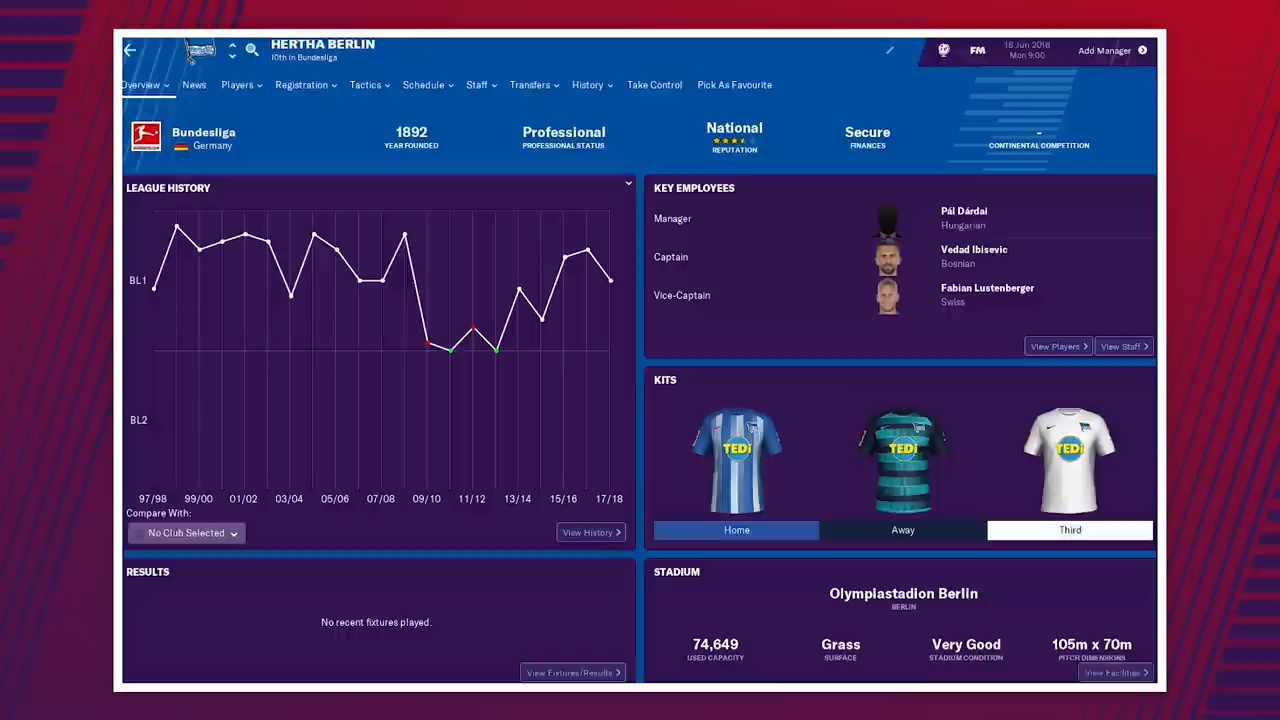 HERTHA BERLIN
10th in Bundesliga
FM
18 Jun 2018
Mon 9:00
Add Manager
Overview
News
Players
Registration
Tactics
Schedule
Staff
Transfers
History
Take Control
Pick As Favourite
Bundesliga
Germany
1892
YEAR FOUNDED
Professional
PROFESSIONAL STATUS
National
REPUTATION
Secure
FINANCES
-
CONTINENTAL COMPETITION
LEAGUE HISTORY
BL1
BL2
97/98 99/00 01/02 03/04 05/06 07/08 09/10 11/12 13/14 15/16 17/18
Compare With:
No Club Selected
View History
KEY EMPLOYEES
Manager
Pál Dárdai
Hungarian
Captain
Vedad Ibisevic
Bosnian
Vice-Captain
Fabian Lustenberger
Swiss
View Players
View Staff
KITS
TEDi
TEDi
TEDi
Home
Away
Third
RESULTS
No recent fixtures played.
View Fixtures/Results
STADIUM
Olympiastadion Berlin
BERLIN
74,649
USED CAPACITY
Grass
SURFACE
Very Good
STADIUM CONDITION
105m x 70m
PITCH DIMENSIONS
View Facilities